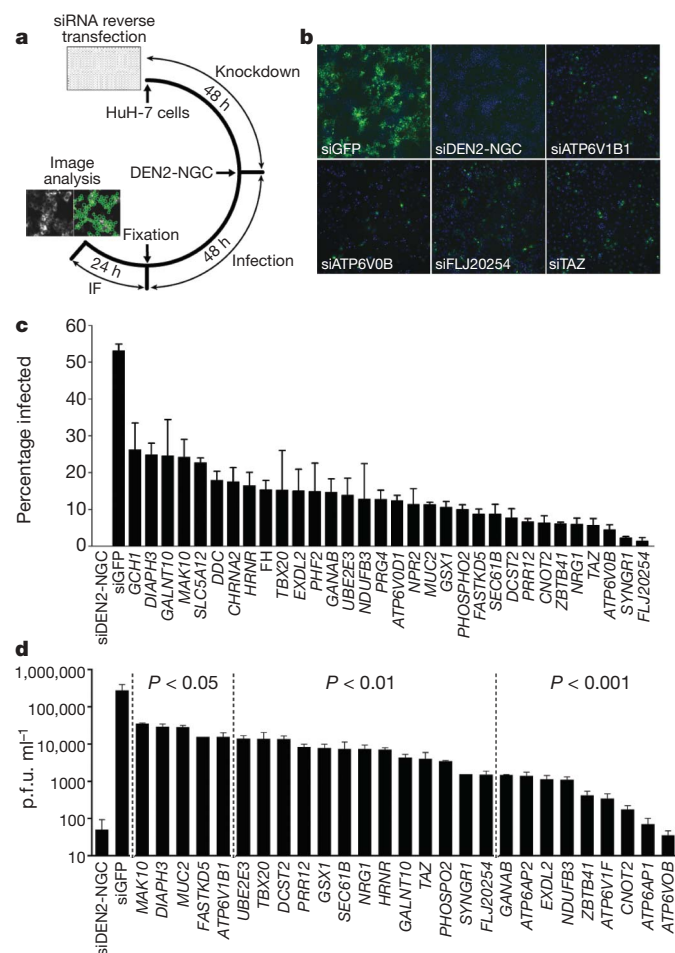 a
siRNA reverse
transfection
Knockdown
48 h
HuH-7 cells
DEN2-NGC
Image
analysis
Fixation
48 h
Infection
24 h
IF
b
siGFP
siDEN2-NGC
siATP6V1B1
siATP6V0B
siFLJ20254
siTAZ
c
Percentage infected
60
50
40
30
20
10
0
siDEN2-NGC
siGFP
GCH1
DIAPH3
GALNT10
MAK10
SLC5A12
DDC
CHRNA2
HRNR
FH
TBX20
EXDL2
PHF2
GANAB
UBE2E3
NDUFB3
PRG4
ATP6V0D1
NPR2
MUC2
GSX1
PHOSPHO2
FASTKD5
SEC61B
DCST2
PRR12
CNOT2
ZBTB41
NRG1
TAZ
ATP6V0B
SYNGR1
FLJ20254
d
p.f.u. ml⁻¹
1,000,000
100,000
10,000
1000
100
10
P < 0.05
P < 0.01
P < 0.001
siDEN2-NGC
siGFP
MAK10
DIAPH3
MUC2
FASTKD5
ATP6V1B1
UBE2E3
TBX20
DCST2
PRR12
GSX1
SEC61B
NRG1
HRNR
GALNT10
TAZ
PHOSPO2
SYNGR1
FLJ20254
GANAB
ATP6AP2
EXDL2
NDUFB3
ZBTB41
ATP6V1F
CNOT2
ATP6AP1
ATP6VOB